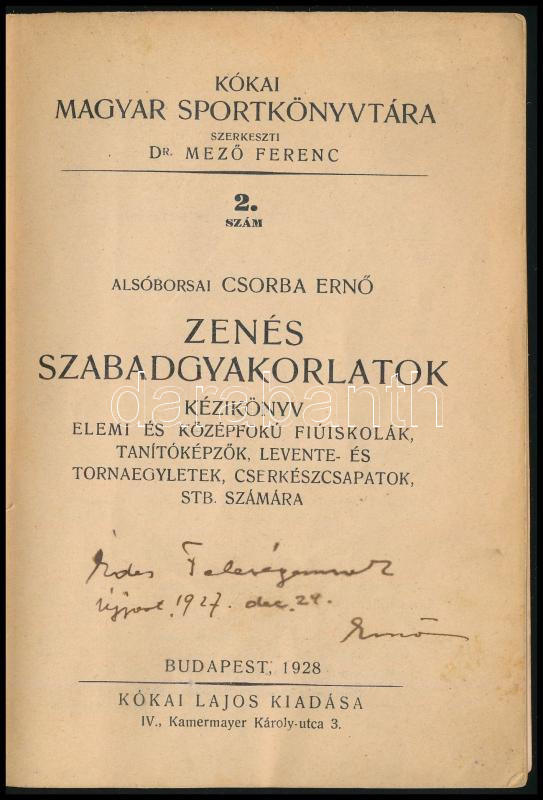 KÓKAI
MAGYAR SPORTKÖNYVTÁRA
SZERKESZTI
DR. MEZŐ FERENC
2.
SZÁM
ALSÓBORSAI CSORBA ERNŐ
ZENÉS
SZABADGYAKORLATOK
darabanth
KÉZIKÖNYV
ELEMI ÉS KÖZÉPFOKÚ FIÚISKOLÁK,
TANÍTÓKÉPZŐK, LEVENTE- ÉS
TORNAEGYLETEK, CSERKÉSZCSAPATOK,
STB. SZÁMÁRA
Édes Feleségemnek
Újpest, 1927. dec. 24.
Ernő
BUDAPEST, 1928
KÓKAI LAJOS KIADÁSA
IV., Kamermayer Károly-utca 3.